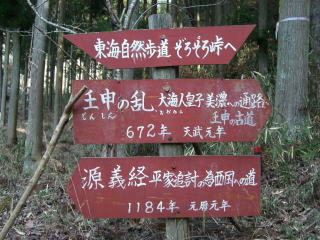 東海自然歩道 ぞろぞろ峠へ
壬申の乱 大海人皇子 美濃への通路
じんしん
壬申の古道
672年 天武元年
源義経 平家追討の為西国への道
1184年 元暦元年